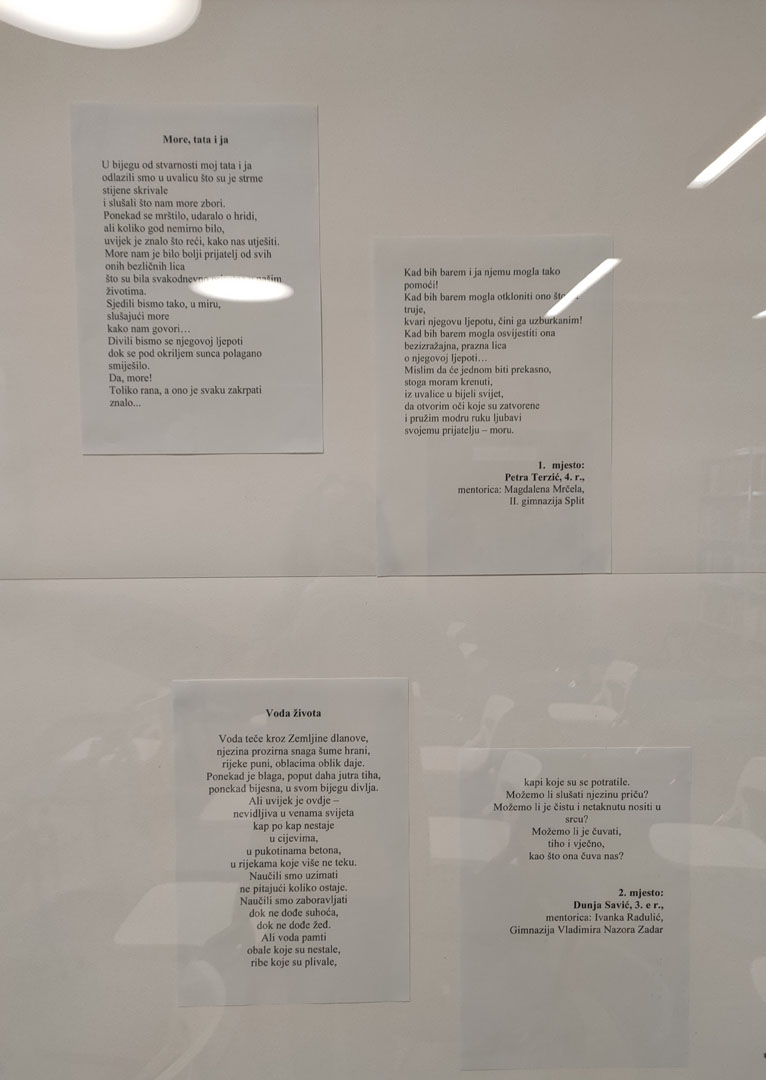 More, tata i ja
U bijegu od stvarnosti moj tata i ja
odlazili smo u uvalicu što su je strme
stijene skrivale
i slušali što nam more zbori.
Ponekad se mrštilo, udaralo o hridi,
ali koliko god nemirno bilo,
uvijek je znalo što reći, kako nas utješiti.
More nam je bilo bolji prijatelj od svih
onih bezličnih lica
što su bila svakodnevno našim
životima.
Sjedili bismo tako, u miru,
slušajući more
kako nam govori…
Divili bismo se njegovoj ljepoti
dok se pod okriljem sunca polagano
smiješilo.
Da, more!
Toliko rana, a ono je svaku zakrpati
znalo...
Kad bih barem i ja njemu mogla tako
pomoći!
Kad bih barem mogla otkloniti ono što
truje,
kvari njegovu ljepotu, čini ga uzburkanim!
Kad bih barem mogla osvijestiti ona
bezizražajna, prazna lica
o njegovoj ljepoti…
Mislim da će jednom biti prekasno,
stoga moram krenuti,
iz uvalice u bijeli svijet,
da otvorim oči koje su zatvorene
i pružim modru ruku ljubavi
svojemu prijatelju – moru.
1. mjesto:
Petra Terzić, 4. r.,
mentorica: Magdalena Mrčela,
II. gimnazija Split
Voda života
Voda teče kroz Zemljine dlanove,
njezina prozirna snaga šume hrani,
rijeke puni, oblacima oblik daje.
Ponekad je blaga, poput daha jutra tiha,
ponekad bijesna, u svom bijegu divlja.
Ali uvijek je ovdje –
nevidljiva u venama svijeta
kap po kap nestaje
u cijevima,
u pukotinama betona,
u rijekama koje više ne teku.
Naučili smo uzimati
ne pitajući koliko ostaje.
Naučili smo zaboravljati
dok ne dođe suhoća,
dok ne dođe žeđ.
Ali voda pamti
obale koje su nestale,
ribe koje su plivale,
kapi koje su se potratile.
Možemo li slušati njezinu priču?
Možemo li je čistu i netaknutu nositi u
srcu?
Možemo li je čuvati,
tiho i vječno,
kao što ona čuva nas?
2. mjesto:
Dunja Savić, 3. e r.,
mentorica: Ivanka Radulić,
Gimnazija Vladimira Nazora Zadar